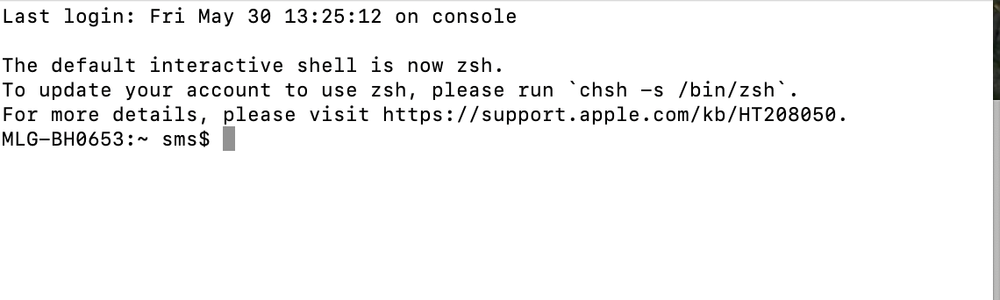 Last login: Fri May 30 13:25:12 on console
The default interactive shell is now zsh.
To update your account to use zsh, please run `chsh -s /bin/zsh`.
For more details, please visit https://support.apple.com/kb/HT208050.
MLG-BH0653:~ sms$